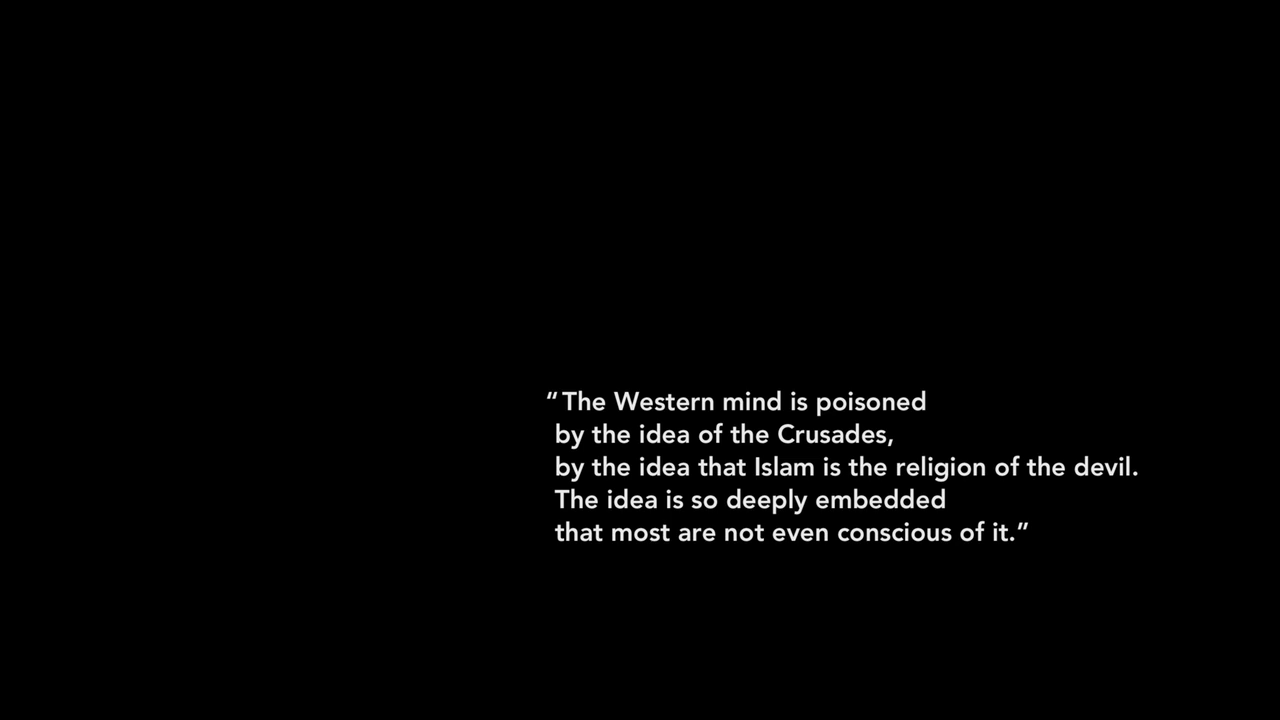 “The Western mind is poisoned
by the idea of the Crusades,
by the idea that Islam is the religion of the devil.
The idea is so deeply embedded
that most are not even conscious of it.”